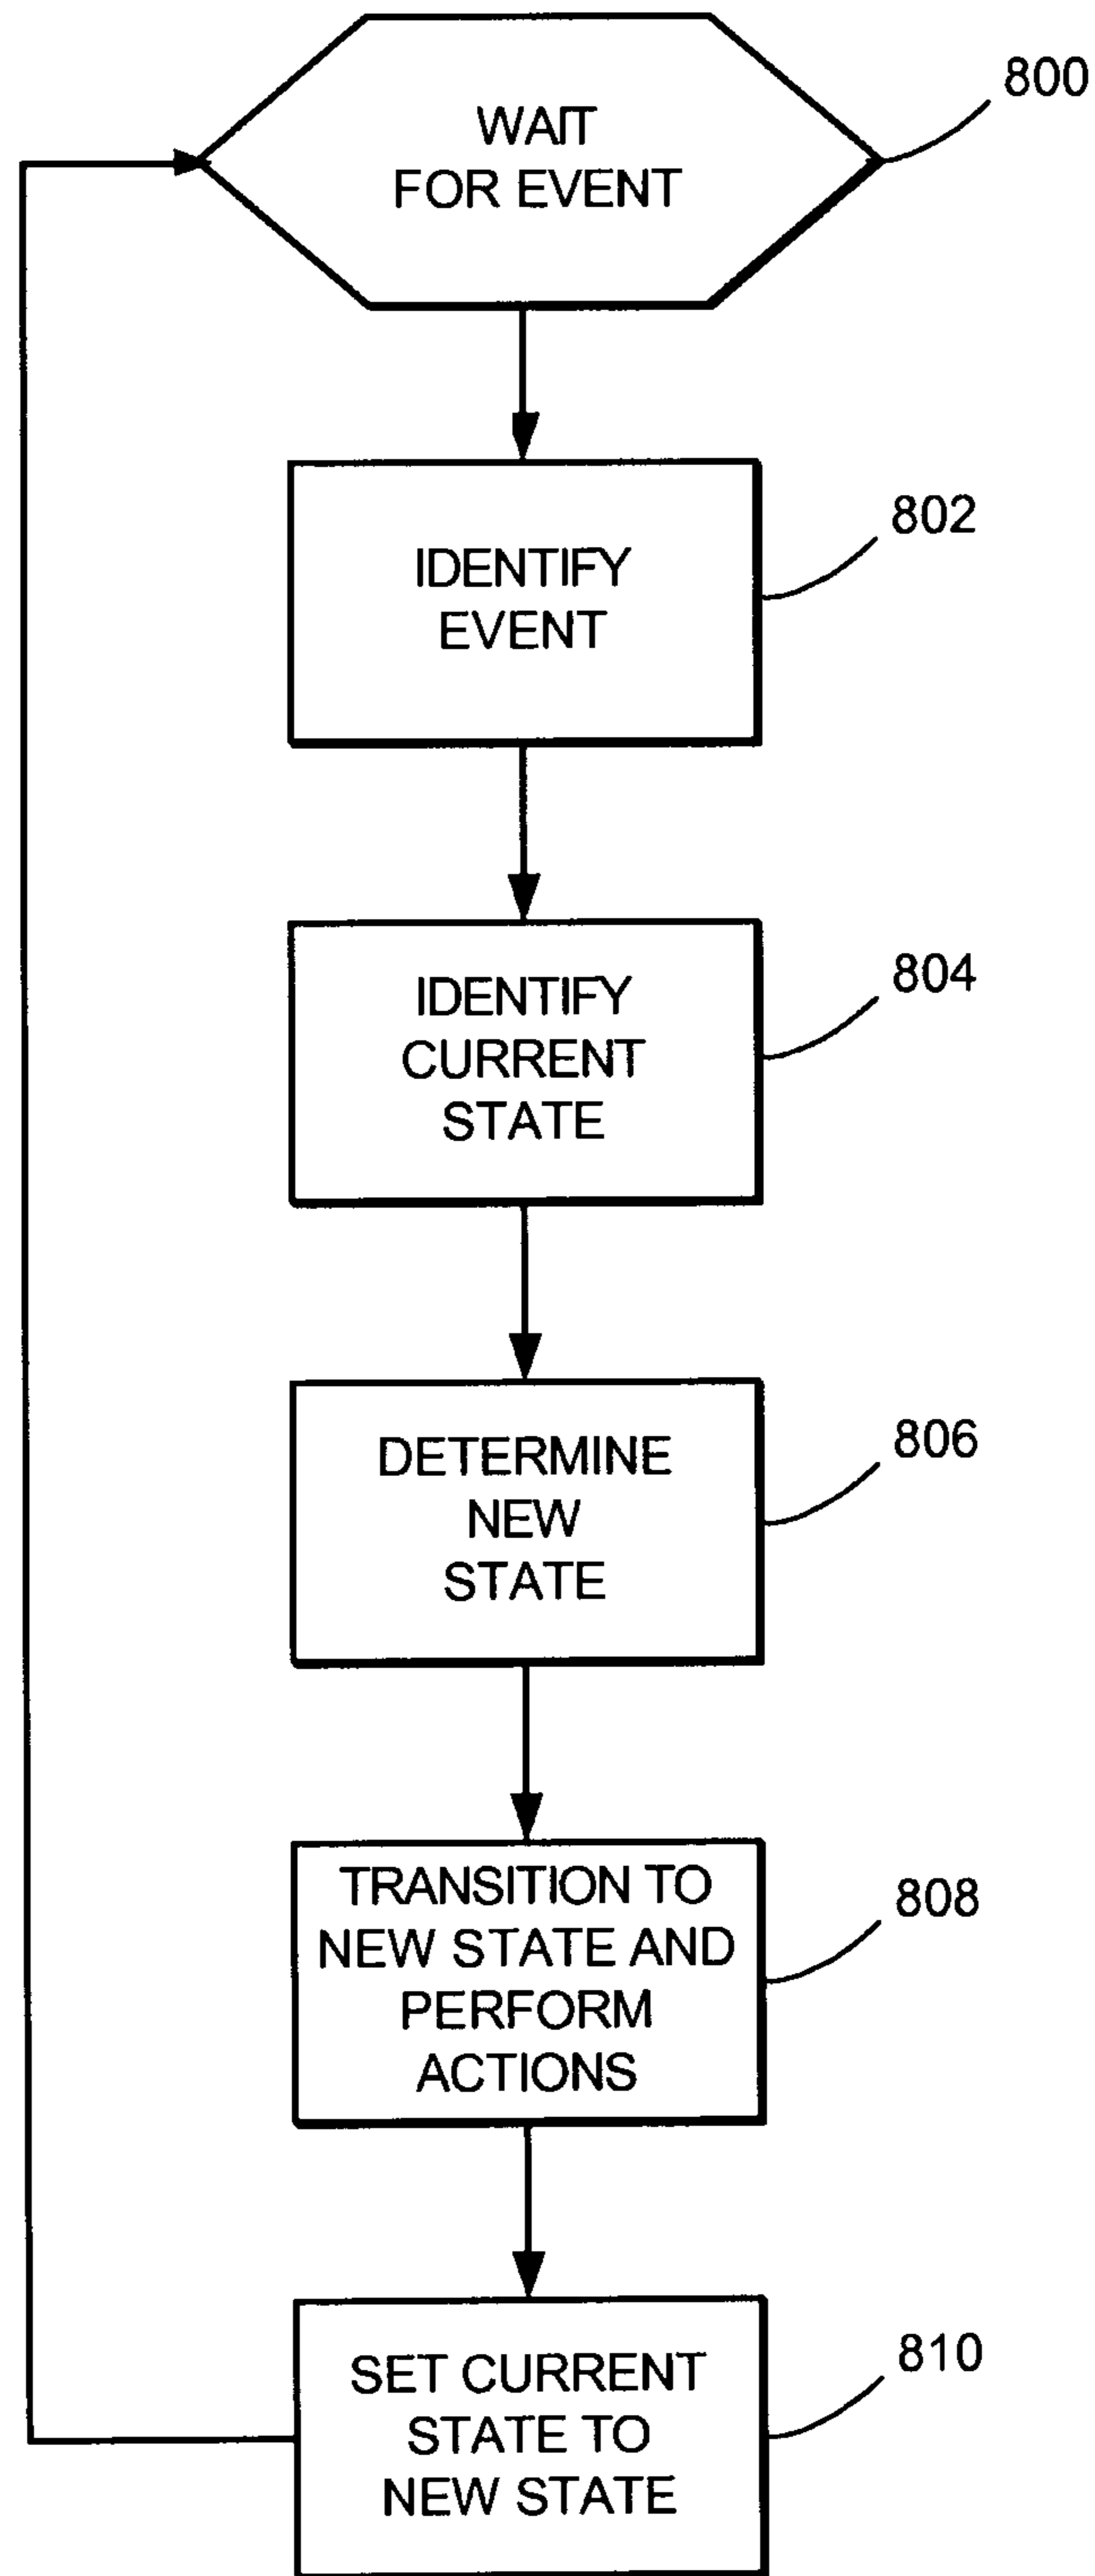 WAIT
FOR EVENT
800
IDENTIFY
EVENT
802
IDENTIFY
CURRENT
STATE
804
DETERMINE
NEW
STATE
806
TRANSITION TO
NEW STATE AND
PERFORM
ACTIONS
808
SET CURRENT
STATE TO
NEW STATE
810